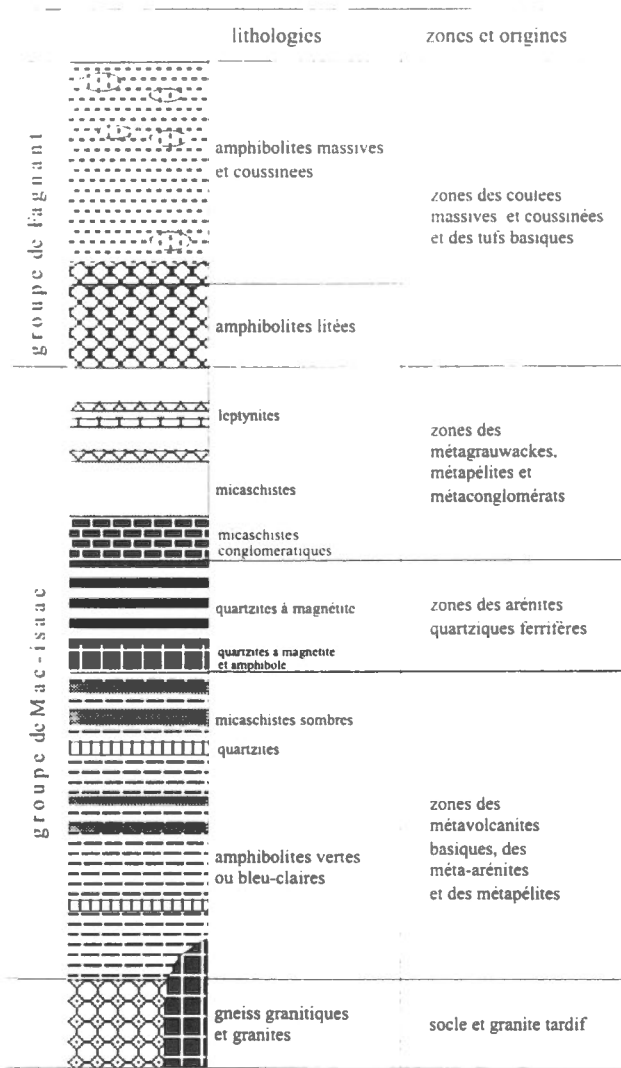 lithologies
zones et origines
groupe de Fagnant
amphibolites massives
et coussinees
zones des coulees
massives et coussinées
et des tufs basiques
amphibolites litées
groupe de Mac-isaac
leptynites
zones des
métagrauwackes,
métapélites et
métaconglomérats
micaschistes
micaschistes
conglomeratiques
quartzites à magnétite
zones des arénites
quartziques ferrifères
quartzites a magnetite
et amphibole
micaschistes sombres
quartzites
zones des
métavolcanites
basiques, des
méta-arénites
et des métapélites
amphibolites vertes
ou bleu-claires
gneiss granitiques
et granites
socle et granite tardif